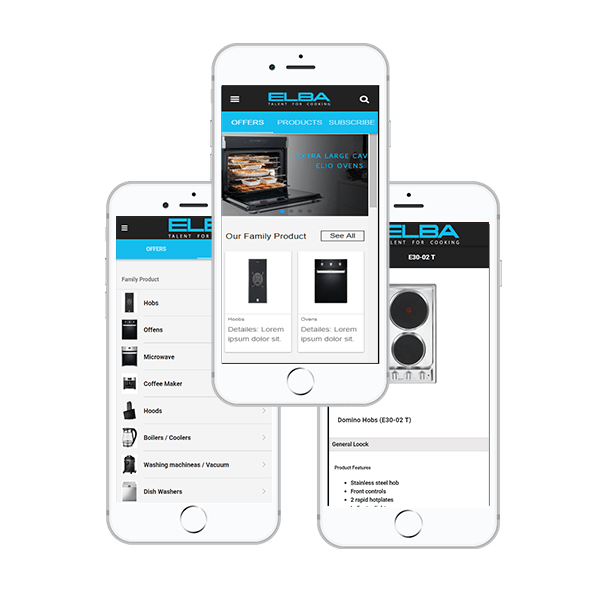 ELBA
TALENT FOR COOKING
OFFERS PRODUCTS SUBSCRIBE
EXTRA LARGE CAV
ELIO OVENS
Our Family Product See All
Hoobs
Detailes: Lorem
ipsum dolor sit.
Ovens
Detailes: Lorem
ipsum dolor sit.
ELBA
TALENT FOR
OFFERS
Family Product
Hobs
Offens
Microwave
Coffee Maker
Hoods
Boilers / Coolers
Washing machineas / Vacuum
Dish Washers
ELBA
LENT FOR COOKING
E30-02 T
Domino Hobs (E30-02 T)
General Loock
Product Features
Stainless steel hob
Front controls
2 rapid hotplates